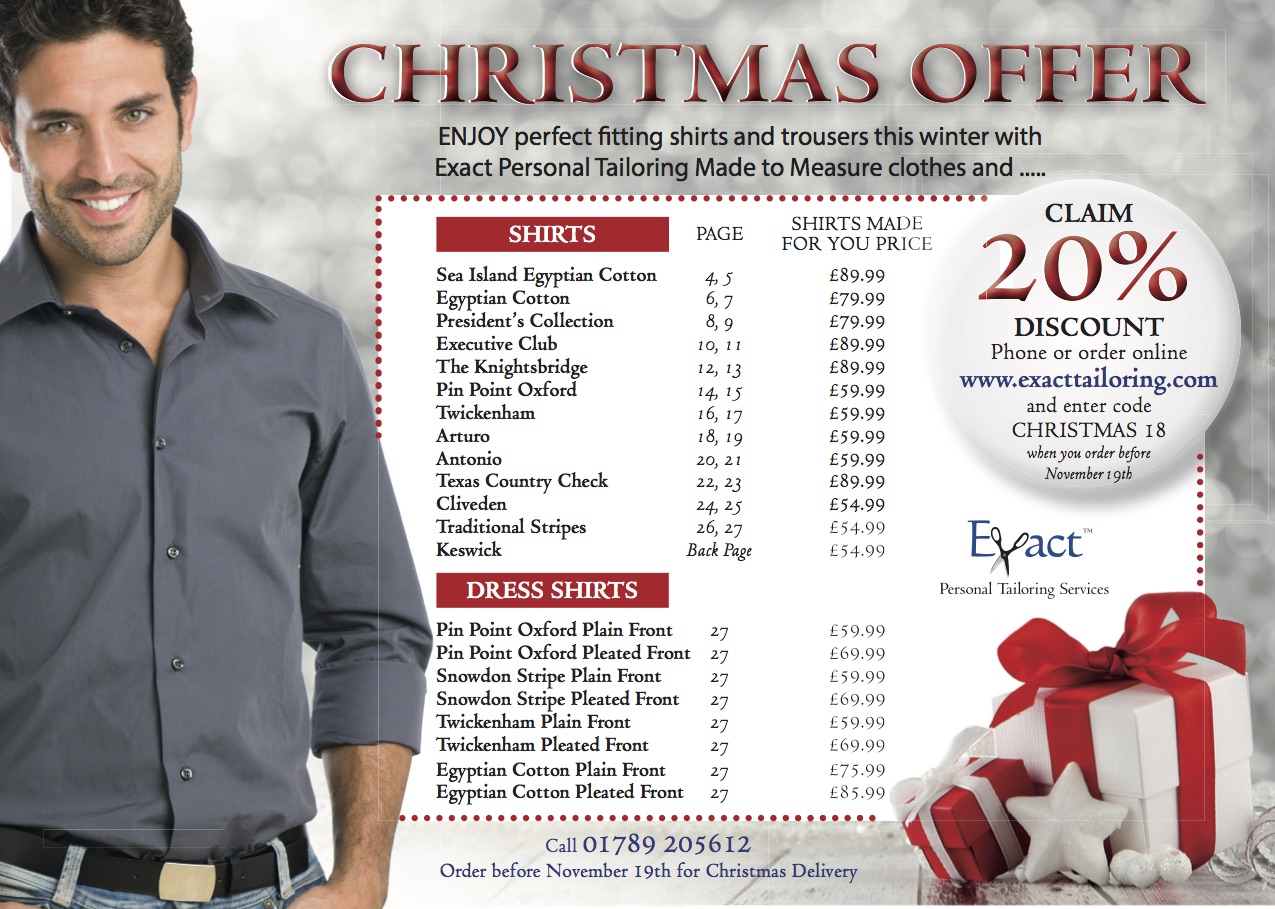 CHRISTMAS OFFER
ENJOY perfect fitting shirts and trousers this winter with
Exact Personal Tailoring Made to Measure clothes and .....
SHIRTS PAGE SHIRTS MADE
FOR YOU PRICE
Sea Island Egyptian Cotton 4, 5 £89.99
Egyptian Cotton 6, 7 £79.99
President's Collection 8, 9 £79.99
Executive Club 10, 11 £89.99
The Knightsbridge 12, 13 £89.99
Pin Point Oxford 14, 15 £59.99
Twickenham 16, 17 £59.99
Arturo 18, 19 £59.99
Antonio 20, 21 £59.99
Texas Country Check 22, 23 £89.99
Cliveden 24, 25 £54.99
Traditional Stripes 26, 27 £54.99
Keswick Back Page £54.99
DRESS SHIRTS
Pin Point Oxford Plain Front 27 £59.99
Pin Point Oxford Pleated Front 27 £69.99
Snowdon Stripe Plain Front 27 £59.99
Snowdon Stripe Pleated Front 27 £69.99
Twickenham Plain Front 27 £59.99
Twickenham Pleated Front 27 £69.99
Egyptian Cotton Plain Front 27 £75.99
Egyptian Cotton Pleated Front 27 £85.99
CLAIM
20%
DISCOUNT
Phone or order online
www.exacttailoring.com
and enter code
CHRISTMAS 18
when you order before
November 19th
Exact™
Personal Tailoring Services
Call 01789 205612
Order before November 19th for Christmas Delivery